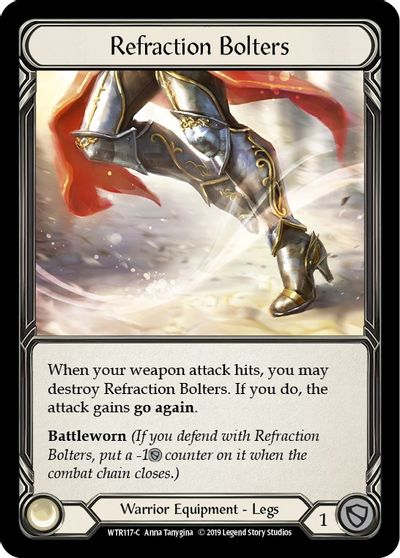 Refraction Bolters
When your weapon attack hits, you may
destroy Refraction Bolters. If you do, the
attack gains go again.
Battleworn (If you defend with Refraction
Bolters, put a -1 counter on it when the
combat chain closes.)
Warrior Equipment - Legs
1
WTR117-C Anna Tanygina © 2019 Legend Story Studios